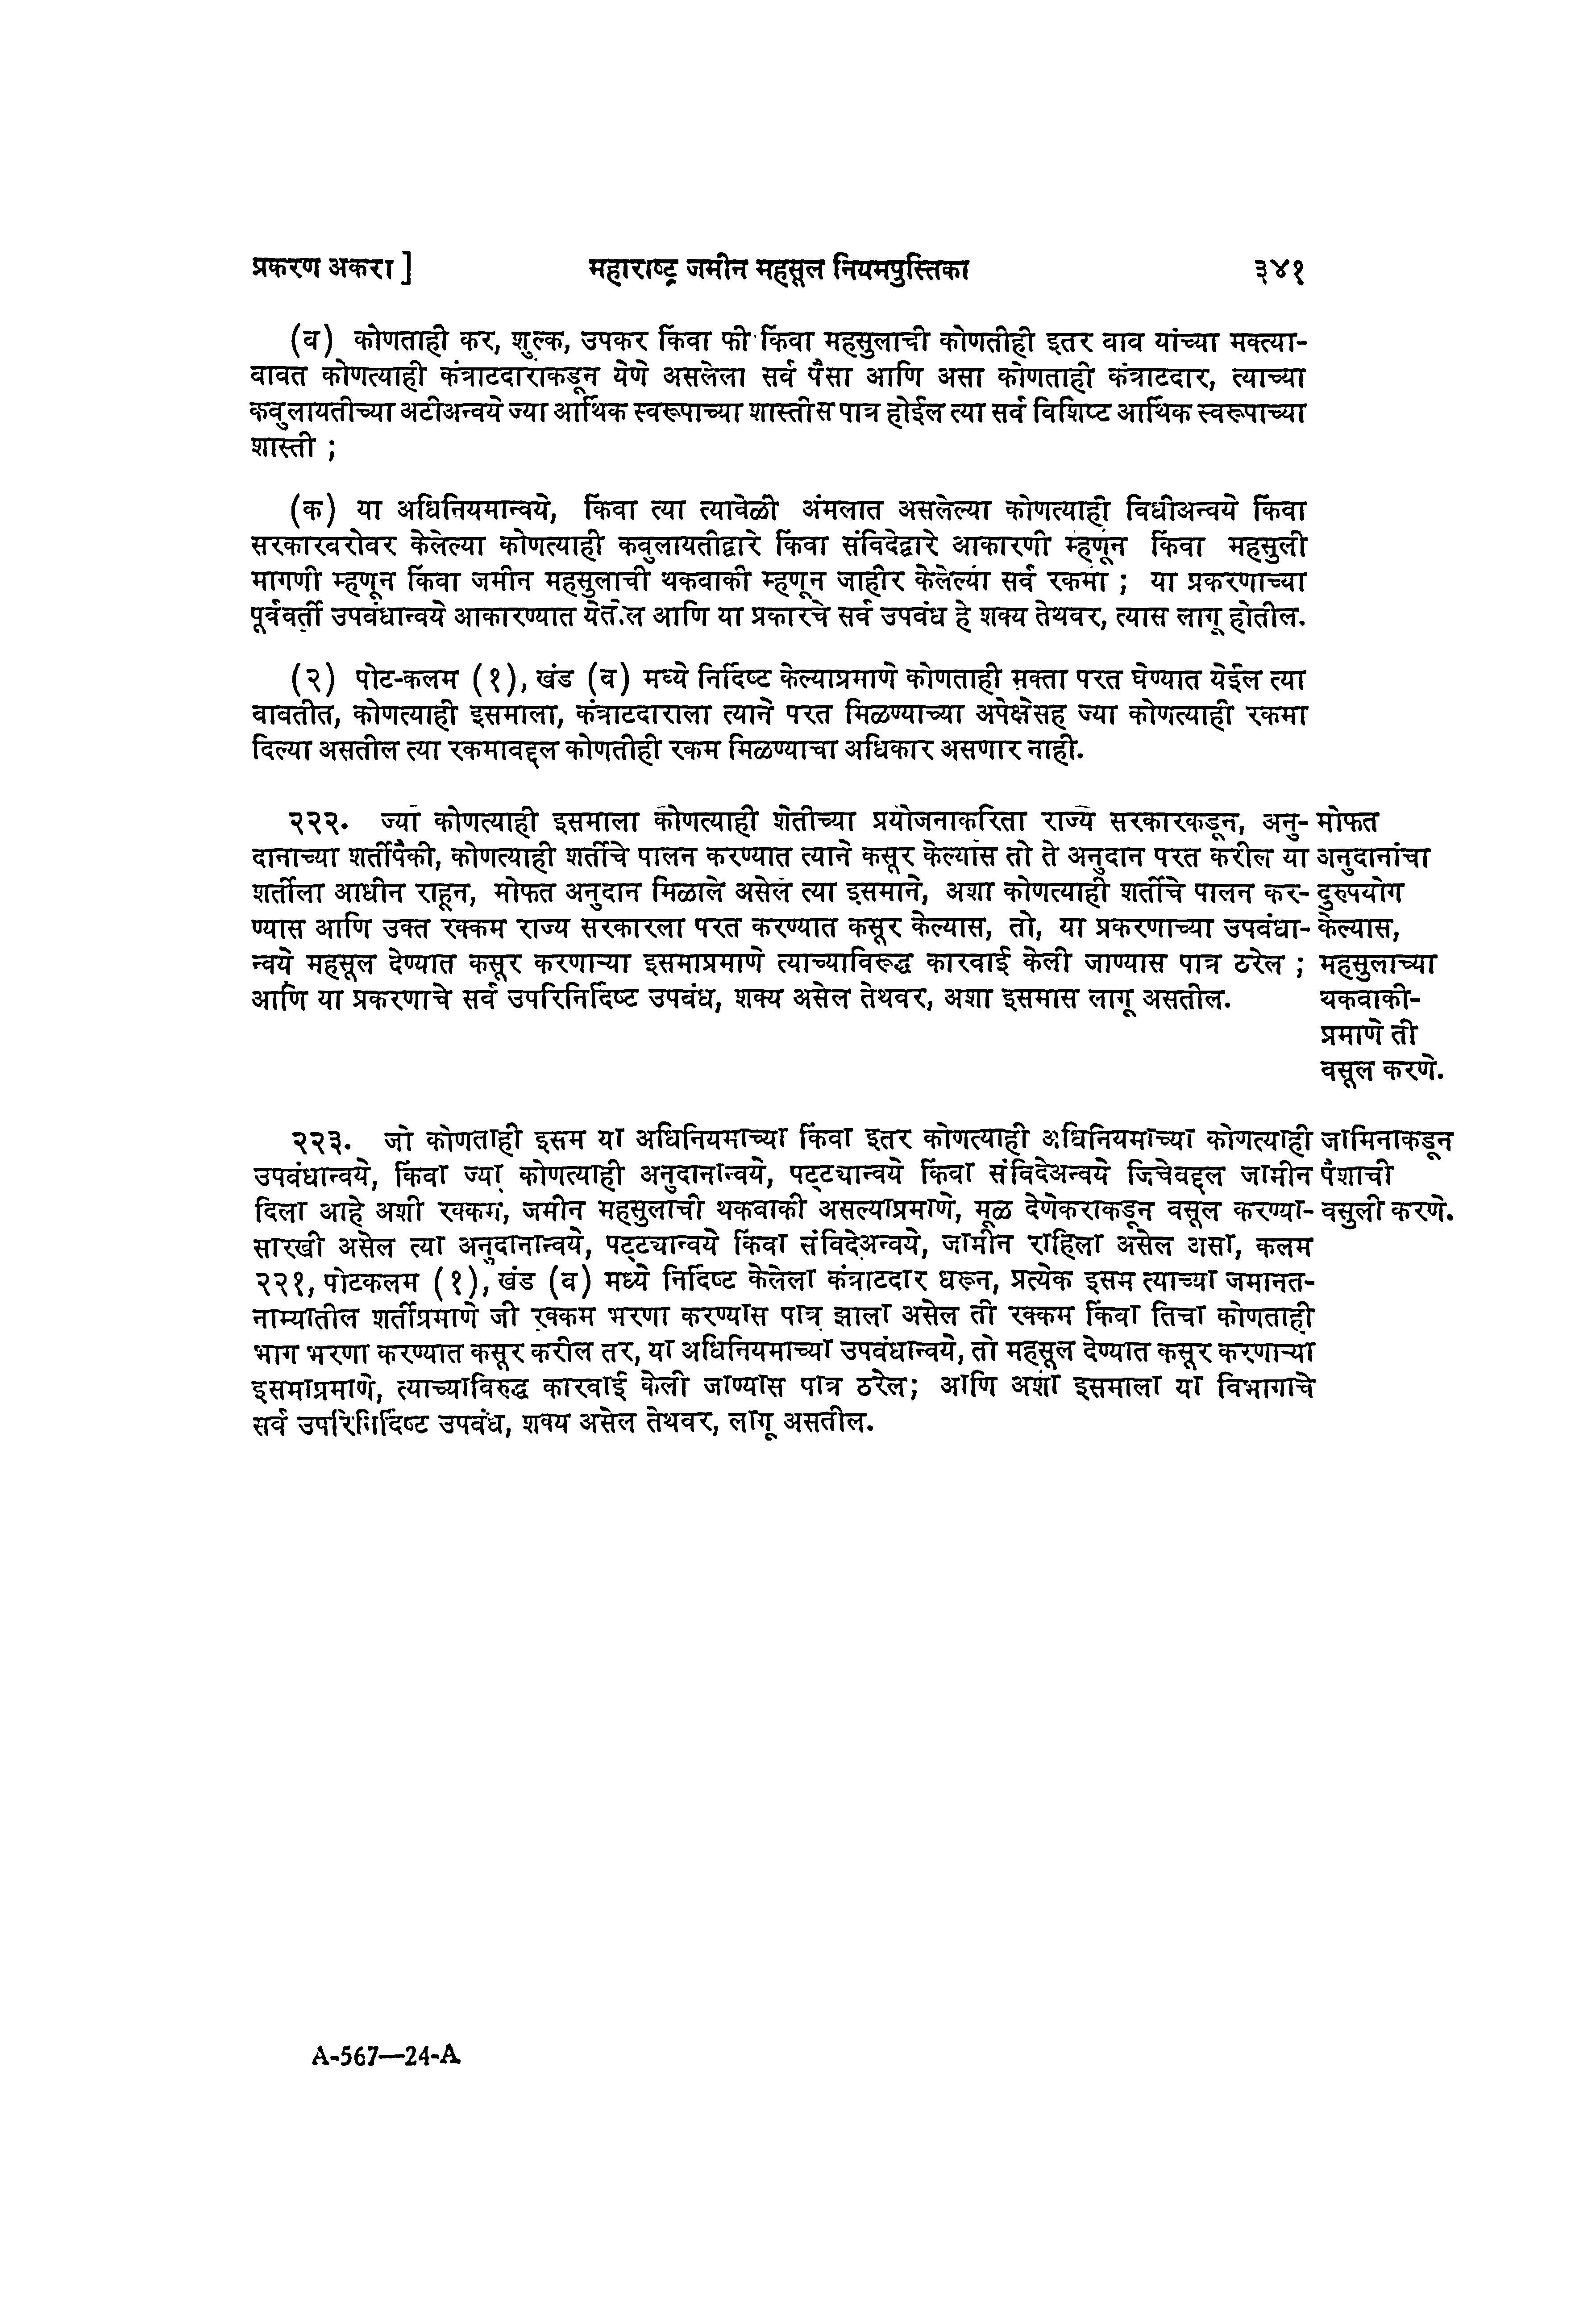 प्रकरण अकरा]
महाराष्ट्र जमीन महसूल नियमपुस्तिका
३४१
(ब) कोणताही कर, शुल्क, उपकर किंवा फी किंवा महसुलाची कोणतीही इतर बाब यांच्या मक्त्या-
बाबत कोणत्याही कंत्राटदाराकडून येणे असलेला सर्व पैसा आणि असा कोणताही कंत्राटदार, त्याच्या
कबुलायतीच्या अटीअन्वये ज्या आर्थिक स्वरूपाच्या शास्तीस पात्र होईल त्या सर्व विशिष्ट आर्थिक स्वरूपाच्या
शास्ती ;
(क) या अधिनियमान्वये, किंवा त्या त्यावेळी अंमलात असलेल्या कोणत्याही विधीअन्वये किंवा
सरकारबरोबर केलेल्या कोणत्याही कबुलायतीद्वारे किंवा संविदेद्वारे आकारणी म्हणून किंवा महसुली
मागणी म्हणून किंवा जमीन महसुलाची थकबाकी म्हणून जाहीर केलेल्या सर्व रकमा ; या प्रकरणाच्या
पूर्ववर्ती उपबंधान्वये आकारण्यात येतील आणि या प्रकारचे सर्व उपबंध हे शक्य तेथवर, त्यास लागू होतील.
(२) पोट-कलम (१), खंड (ब) मध्ये निर्दिष्ट केल्याप्रमाणे कोणताही मक्ता परत घेण्यात येईल त्या
बाबतीत, कोणत्याही इसमाला, कंत्राटदाराला त्याने परत मिळण्याच्या अपेक्षेसह ज्या कोणत्याही रकमा
दिल्या असतील त्या रकमाबद्दल कोणतीही रकम मिळण्याचा अधिकार असणार नाही.
२२२. ज्या कोणत्याही इसमाला कोणत्याही शेतीच्या प्रयोजनाकरिता राज्य सरकारकडून, अनु-
दानाच्या शर्तीपैकी, कोणत्याही शर्तीचे पालन करण्यात त्याने कसूर केल्यास तो ते अनुदान परत करील या
शर्तीला आधीन राहून, मोफत अनुदान मिळाले असेल त्या इसमाने, अशा कोणत्याही शर्तीचे पालन कर-
ण्यास आणि उक्त रक्कम राज्य सरकारला परत करण्यात कसूर केल्यास, तो, या प्रकरणाच्या उपबंधा-
न्वये महसूल देण्यात कसूर करणाऱ्या इसमाप्रमाणे त्याच्याविरूद्ध कारवाई केली जाण्यास पात्र ठरेल ;
आणि या प्रकरणाचे सर्व उपरिनिर्दिष्ट उपबंध, शक्य असेल तेथवर, अशा इसमास लागू असतील.
मोफत
अनुदानांचा
दुरुपयोग
केल्यास,
महसुलाच्या
थकबाकी-
प्रमाणे ती
वसूल करणे.
२२३. जो कोणताही इसम या अधिनियमाच्या किंवा इतर कोणत्याही अधिनियमाच्या कोणत्याही
उपबंधान्वये, किंवा ज्या कोणत्याही अनुदानान्वये, पट्ट्यान्वये किंवा संविदेअन्वये जिचेबद्दल जामीन
दिला आहे अशी रक्कम, जमीन महसुलाची थकबाकी असल्याप्रमाणे, मूळ देणेकराकडून वसूल करण्या-
सारखी असेल त्या अनुदानान्वये, पट्ट्यान्वये किंवा संविदेअन्वये, जामीन राहिला असेल असा, कलम
२२१, पोटकलम (१), खंड (ब) मध्ये निर्दिष्ट केलेला कंत्राटदार धरून, प्रत्येक इसम त्याच्या जमानत-
नाम्यातील शर्तीप्रमाणे जी रक्कम भरणा करण्यास पात्र झाला असेल ती रक्कम किंवा तिचा कोणताही
भाग भरणा करण्यात कसूर करील तर, या अधिनियमाच्या उपबंधान्वये, तो महसूल देण्यात कसूर करणाऱ्या
इसमाप्रमाणे, त्याच्याविरुद्ध कारवाई केली जाण्यास पात्र ठरेल; आणि अशा इसमाला या विभागाचे
सर्व उपरिनिर्दिष्ट उपबंध, शक्य असेल तेथवर, लागू असतील.
जामिनाकडून
पैशाची
वसुली करणे.
A-567—24-A